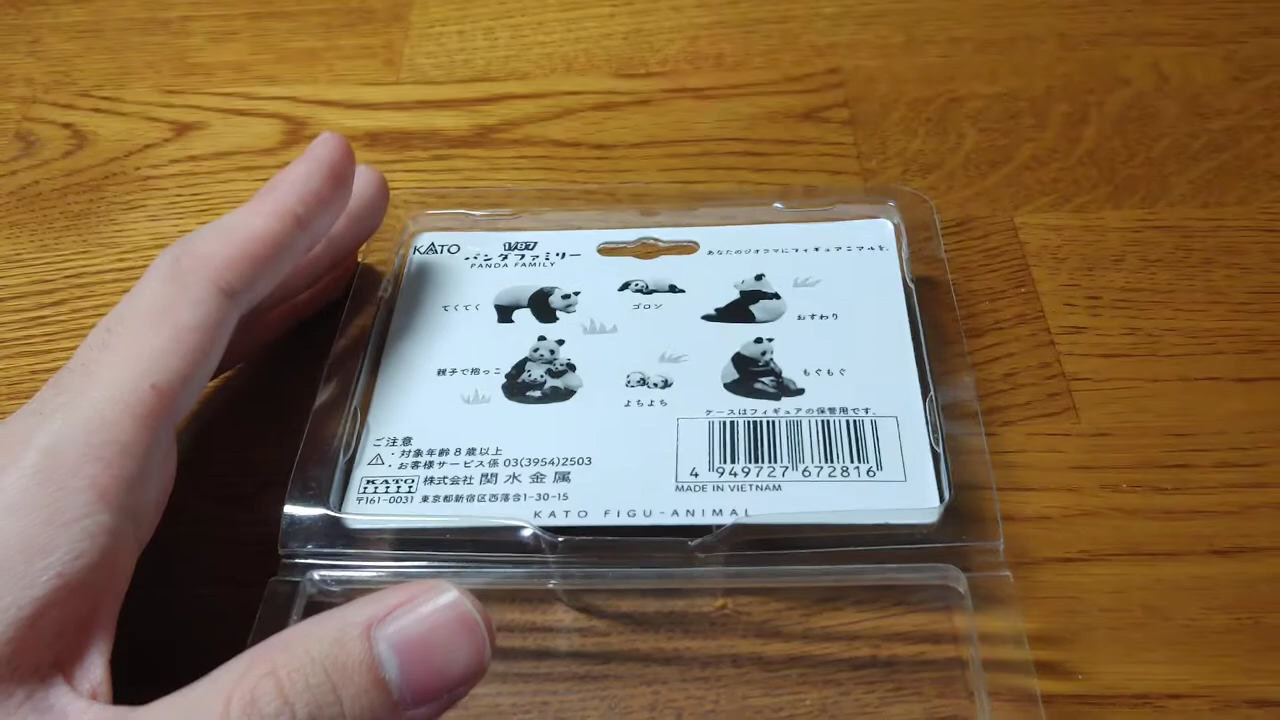 KATO 1/87
パンダファミリー
PANDA FAMILY
あなたのジオラマにフィギュアニマルを。
てくてく
ゴロン
おすわり
親子で抱っこ
よちよち
もぐもぐ
ケースはフィギュアの保管用です。
4 949727 672816
MADE IN VIETNAM
ご注意
・対象年齢8歳以上
・お客様サービス係 03(3954)2503
KATO 株式会社 関水金属
〒161-0031 東京都新宿区西落合1-30-15
KATO FIGU-ANIMAL